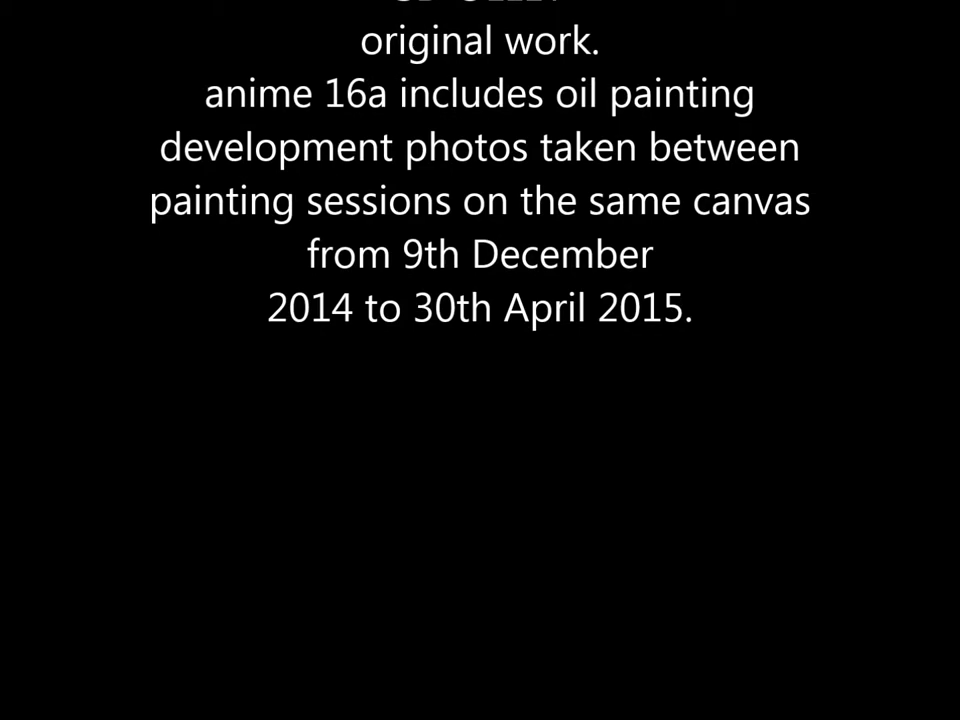 original work.
anime 16a includes oil painting
development photos taken between
painting sessions on the same canvas
from 9th December
2014 to 30th April 2015.